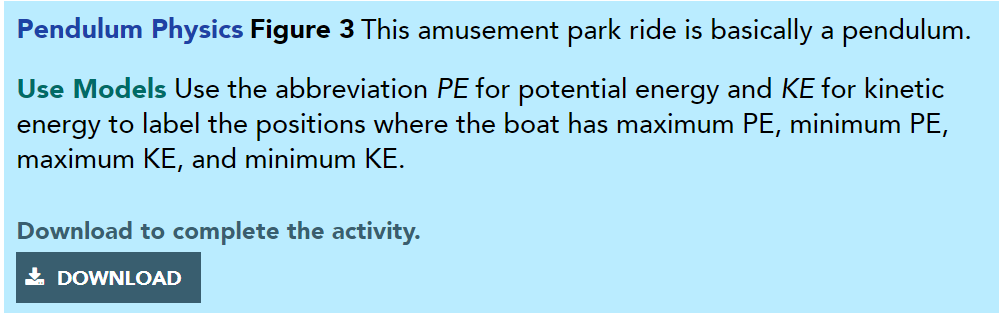 Pendulum Physics Figure 3 This amusement park ride is basically a pendulum.
Use Models Use the abbreviation PE for potential energy and KE for kinetic
energy to label the positions where the boat has maximum PE, minimum PE,
maximum KE, and minimum KE.
Download to complete the activity.
DOWNLOAD